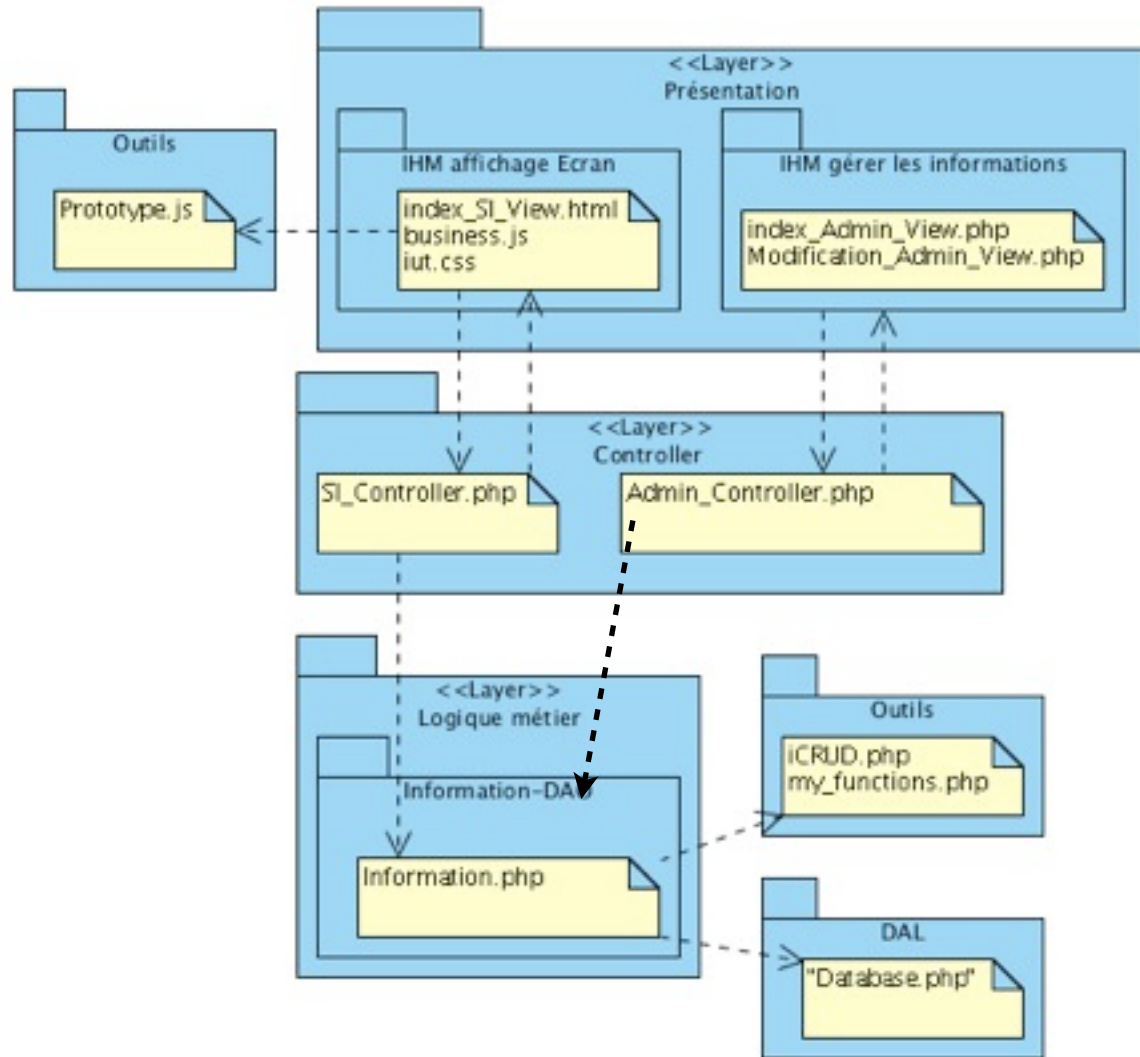 <<Layer>>
Présentation
Outils
Prototype.js
IHM affichage Ecran
index_SI_View.html
business.js
iut.css
IHM gérer les informations
index_Admin_View.php
Modification_Admin_View.php
<<Layer>>
Controller
SI_Controller.php
Admin_Controller.php
<<Layer>>
Logique métier
Information-DAO
Information.php
Outils
iCRUD.php
my_functions.php
DAL
"Database.php"